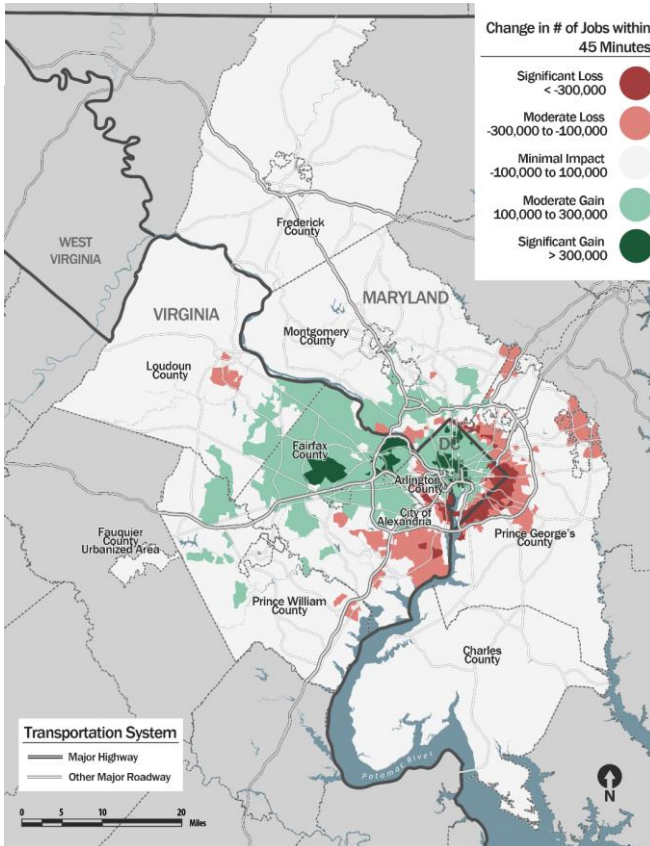 Change in # of Jobs within
45 Minutes
Significant Loss
< -300,000
Moderate Loss
-300,000 to -100,000
Minimal Impact
-100,000 to 100,000
Moderate Gain
100,000 to 300,000
Significant Gain
> 300,000
Frederick
County
WEST
VIRGINIA
MARYLAND
VIRGINIA
Montgomery
County
Loudoun
County
DC
Fairfax
County
Arlington
County
City of
Alexandria
Prince George's
County
Fauquier
County
Urbanized Area
Prince William
County
Charles
County
Transportation System
Major Highway
Other Major Roadway
Potomac River
N
0 5 10 20
Miles